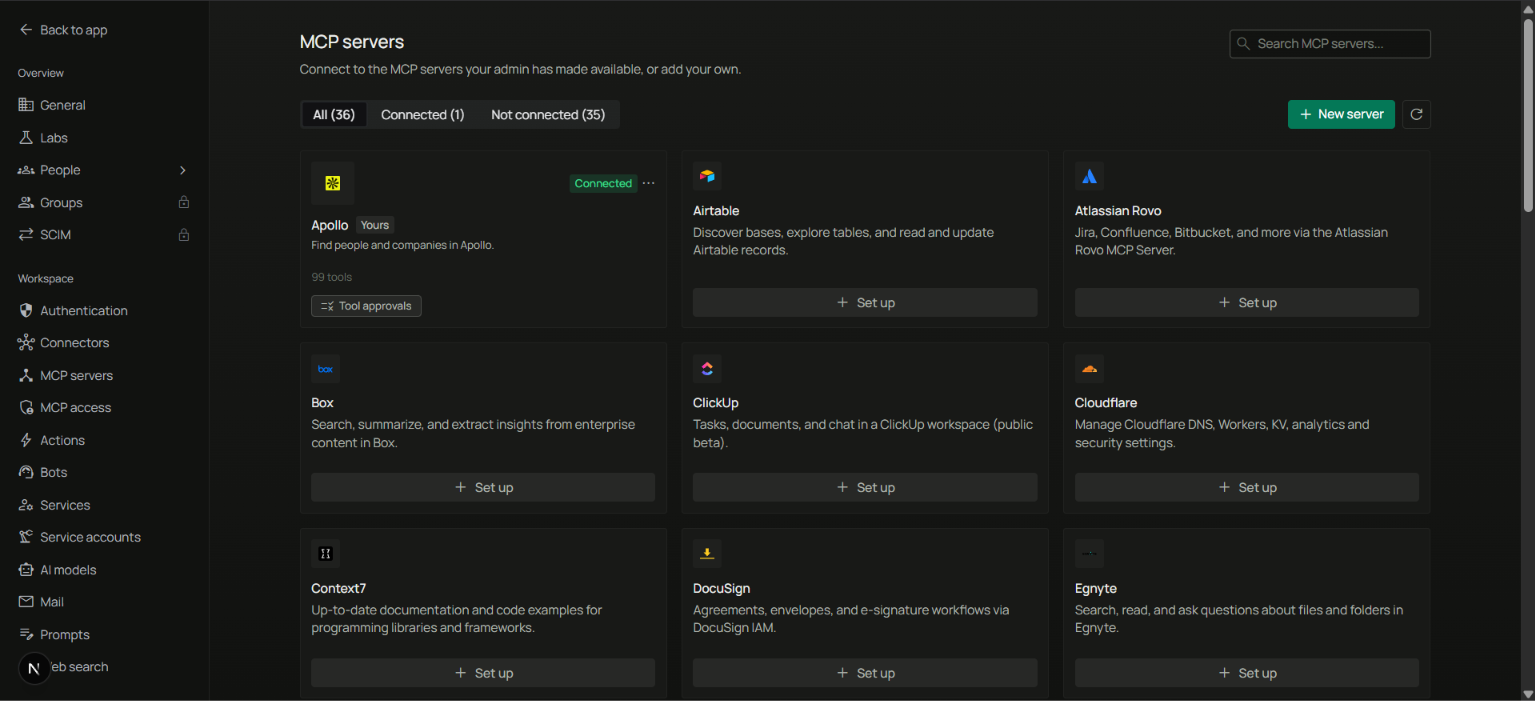 Back to app
Overview
General
Labs
People
Groups
SCIM
Workspace
Authentication
Connectors
MCP servers
MCP access
Actions
Bots
Services
Service accounts
AI models
Mail
Prompts
N eb search
MCP servers
Connect to the MCP servers your admin has made available, or add your own.
Search MCP servers...
All (36) Connected (1) Not connected (35)
+ New server
Connected ...
Apollo Yours
Find people and companies in Apollo.
99 tools
Tool approvals
Airtable
Discover bases, explore tables, and read and update
Airtable records.
+ Set up
Atlassian Rovo
Jira, Confluence, Bitbucket, and more via the Atlassian
Rovo MCP Server.
+ Set up
box
Box
Search, summarize, and extract insights from enterprise
content in Box.
+ Set up
ClickUp
Tasks, documents, and chat in a ClickUp workspace (public
beta).
+ Set up
Cloudflare
Manage Cloudflare DNS, Workers, KV, analytics and
security settings.
+ Set up
Context7
Up-to-date documentation and code examples for
programming libraries and frameworks.
+ Set up
DocuSign
Agreements, envelopes, and e-signature workflows via
DocuSign IAM.
+ Set up
Egnyte
Search, read, and ask questions about files and folders in
Egnyte.
+ Set up